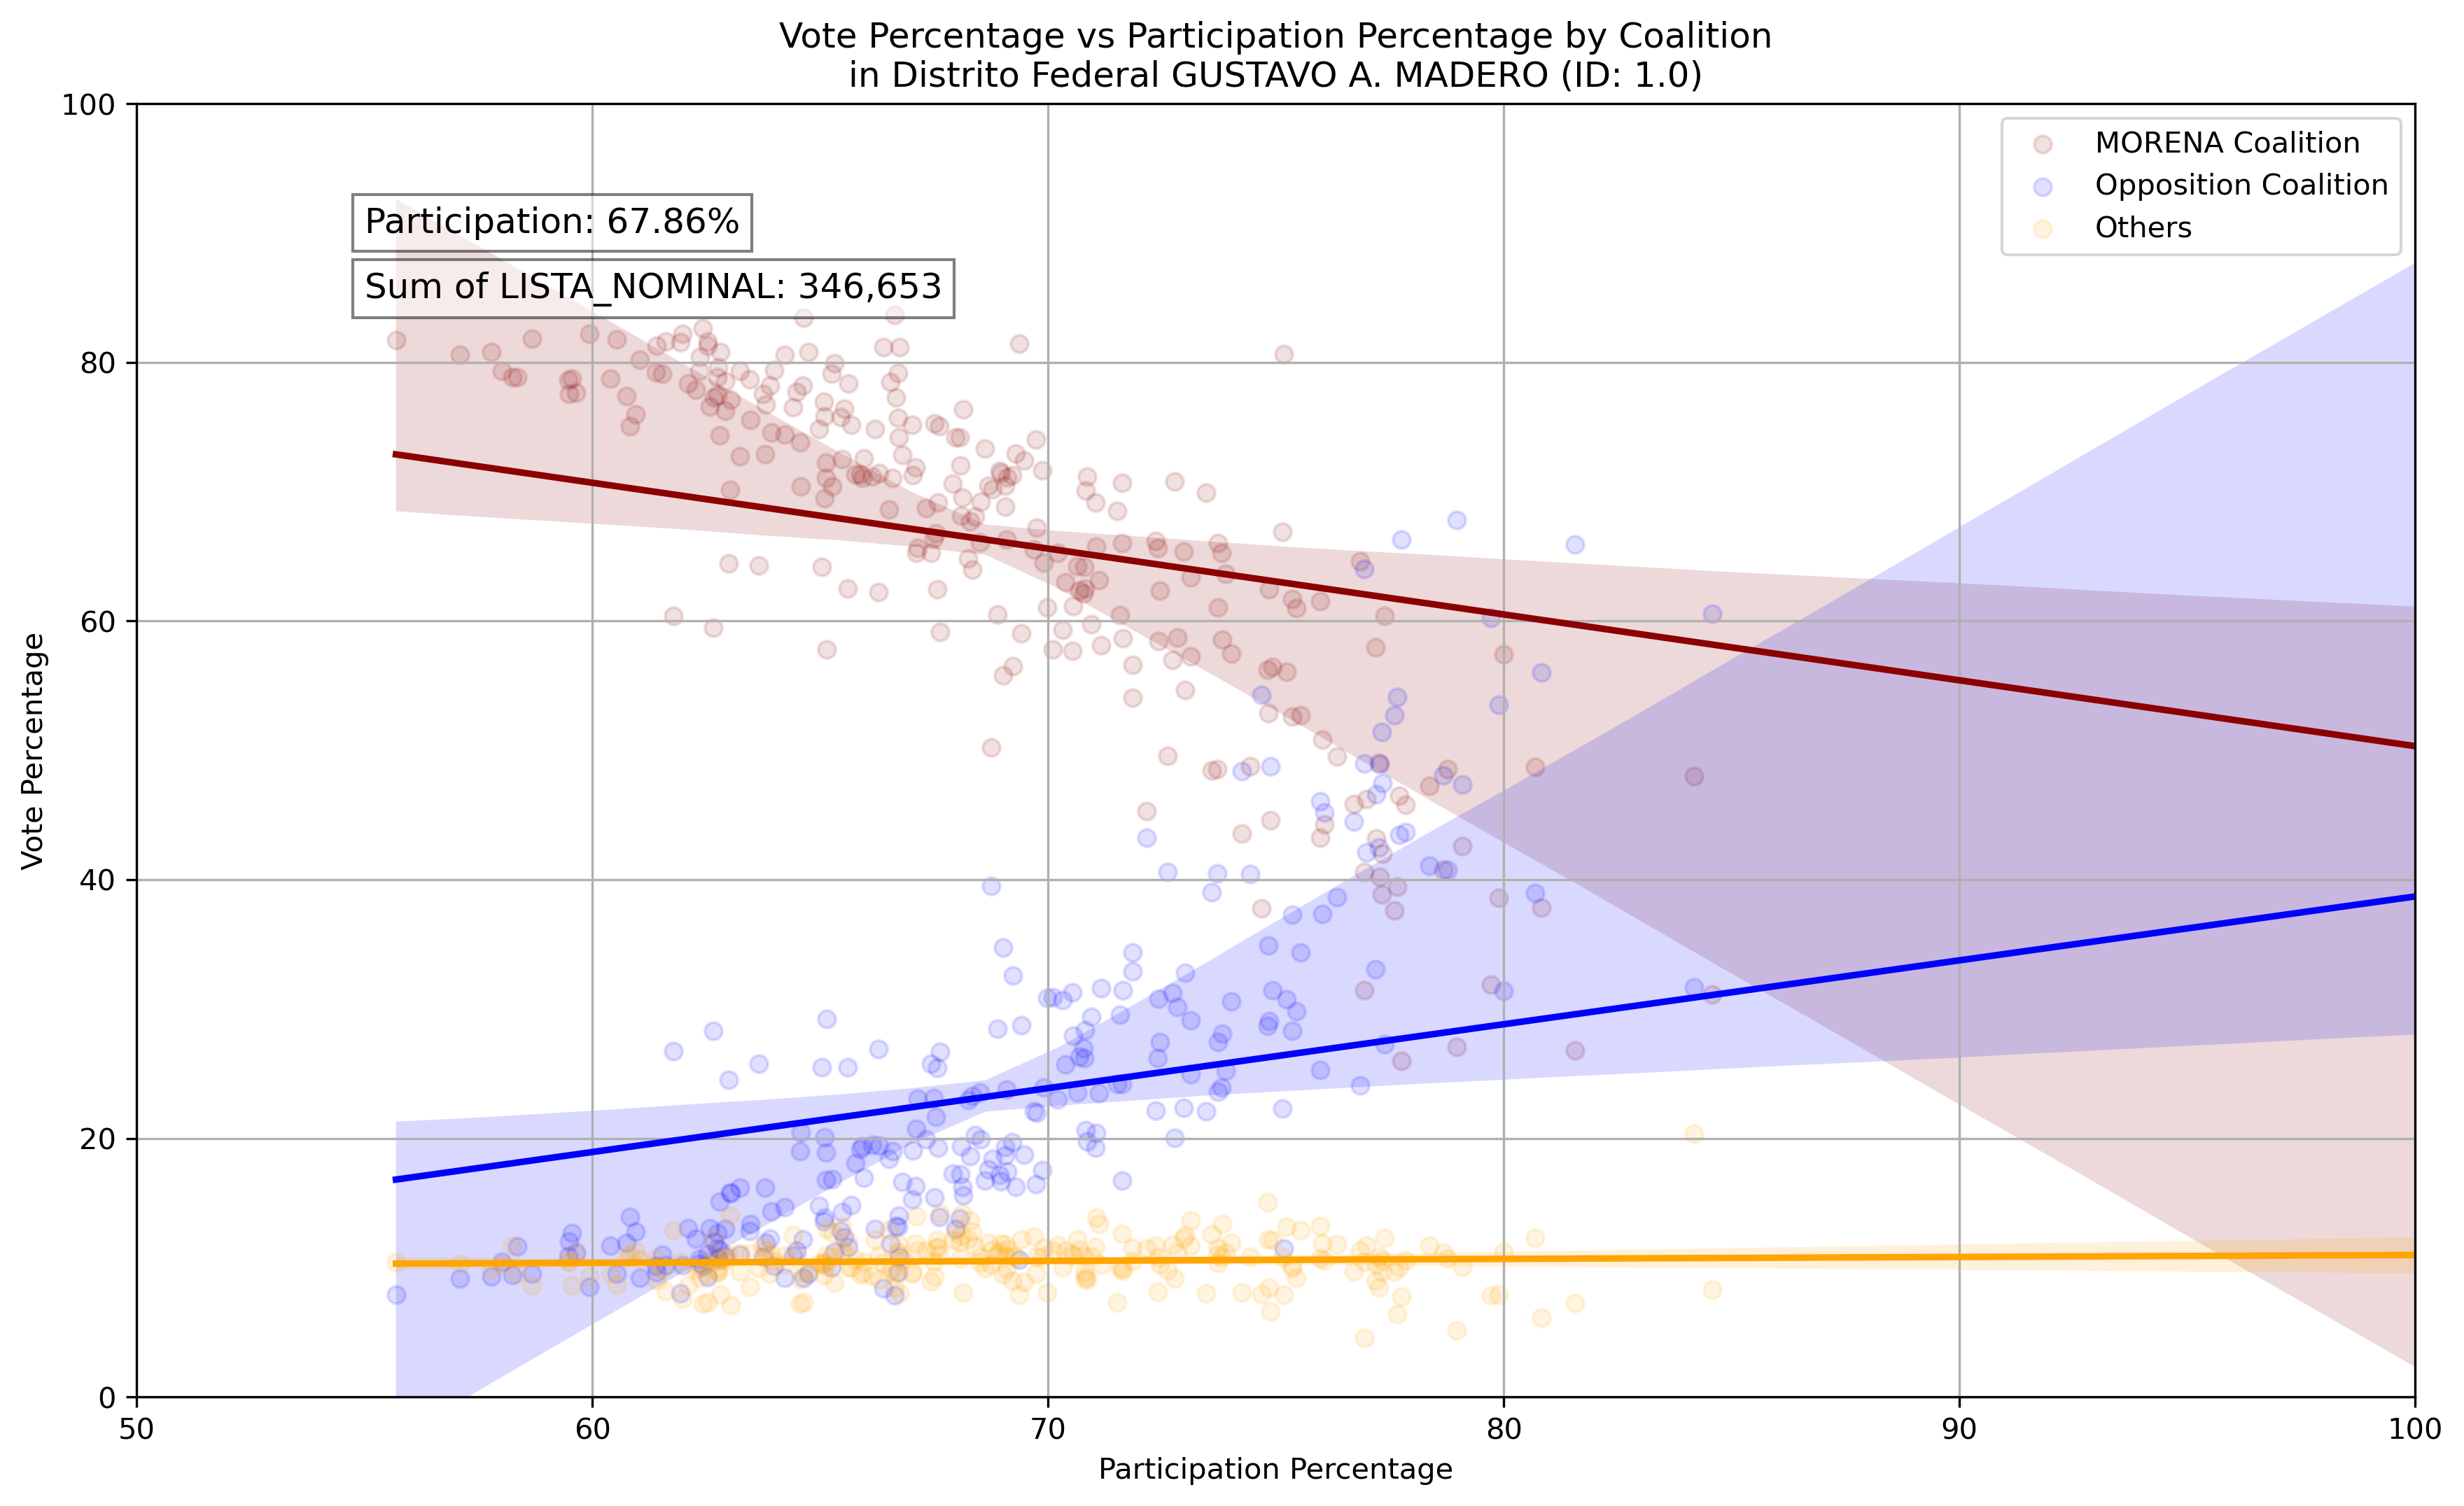 Vote Percentage vs Participation Percentage by Coalition
in Distrito Federal GUSTAVO A. MADERO (ID: 1.0)
100
80
60
40
20
0
Vote Percentage
Participation: 67.86%
Sum of LISTA_NOMINAL: 346,653
MORENA Coalition
Opposition Coalition
Others
50 60 70 80 90 100
Participation Percentage